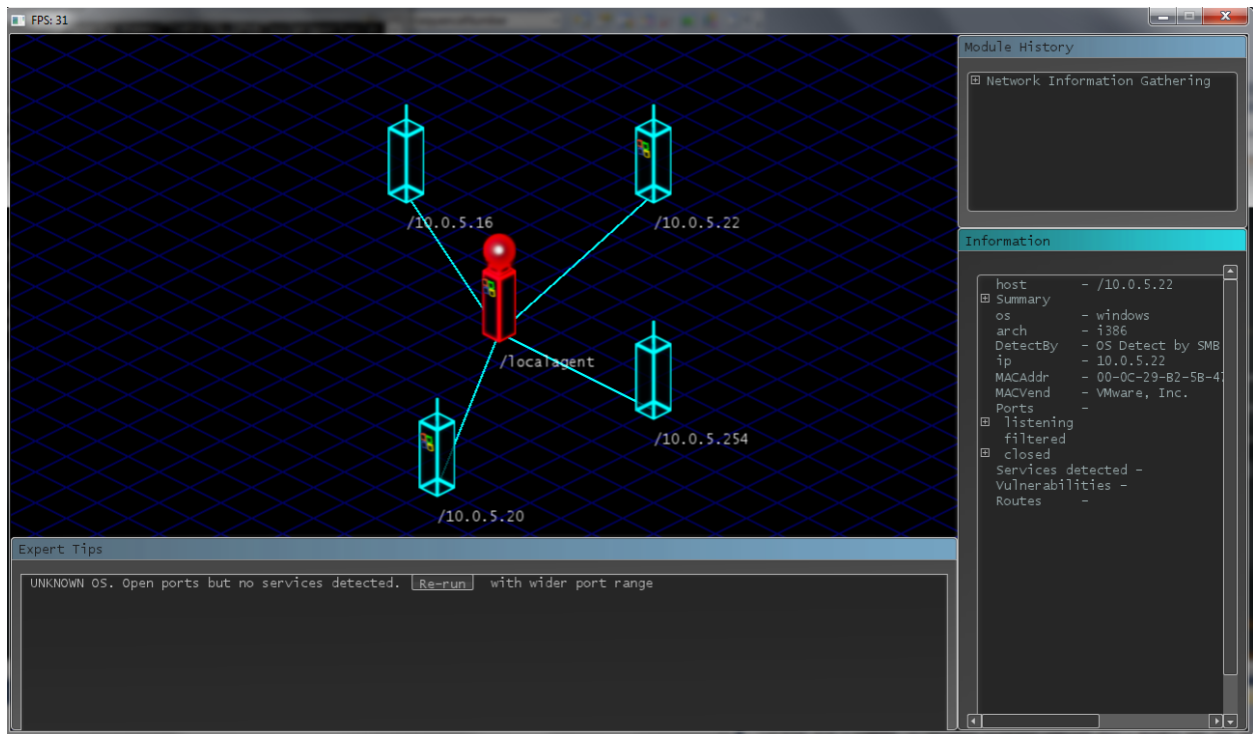 FPS: 31
/10.0.5.16
/10.0.5.22
/localagent
/10.0.5.254
/10.0.5.20
Module History
Network Information Gathering
Information
host - /10.0.5.22
Summary
os - windows
arch - i386
DetectBy - OS Detect by SMB
ip - 10.0.5.22
MACAddr - 00-0C-29-B2-5B-47
MACVend - VMware, Inc.
Ports -
listening
filtered
closed
Services detected -
Vulnerabilities -
Routes -
Expert Tips
UNKNOWN OS. Open ports but no services detected. Re-run with wider port range